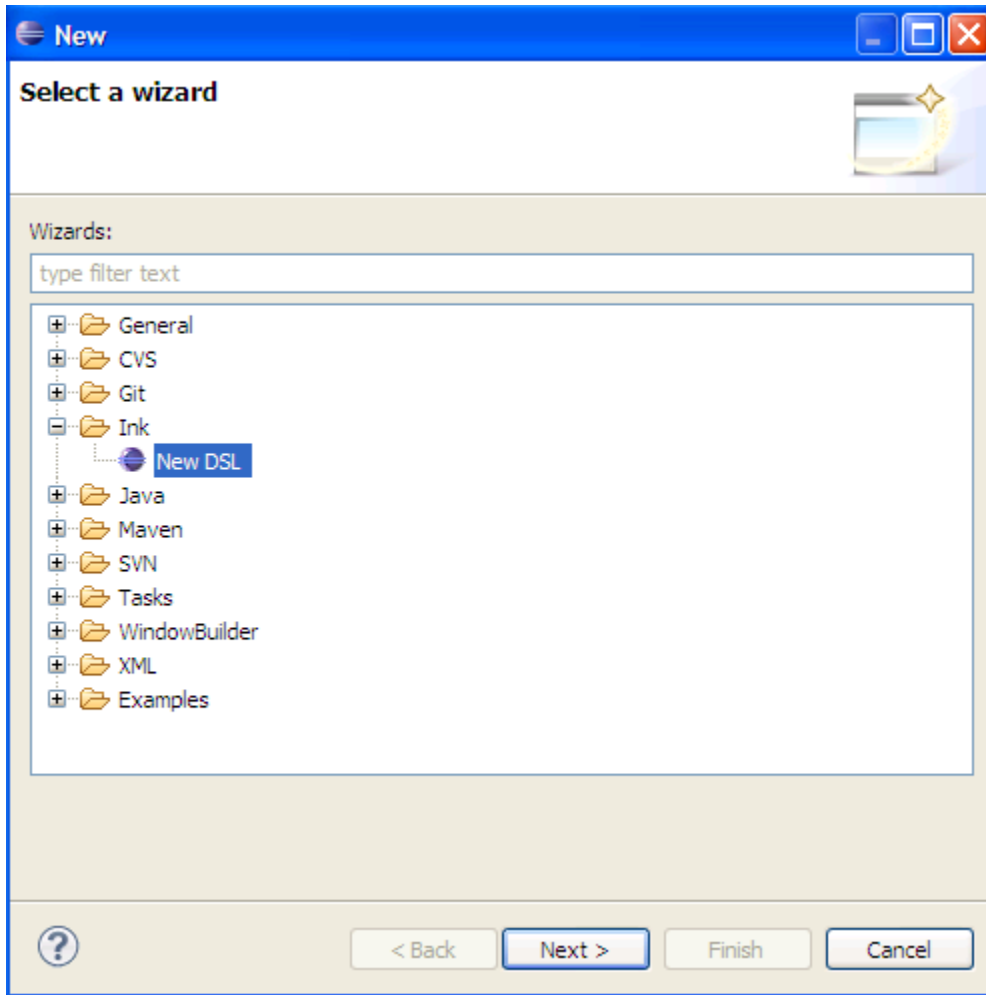 New
Select a wizard
Wizards:
type filter text
General
CVS
Git
Ink
New DSL
Java
Maven
SVN
Tasks
WindowBuilder
XML
Examples
? < Back Next > Finish Cancel